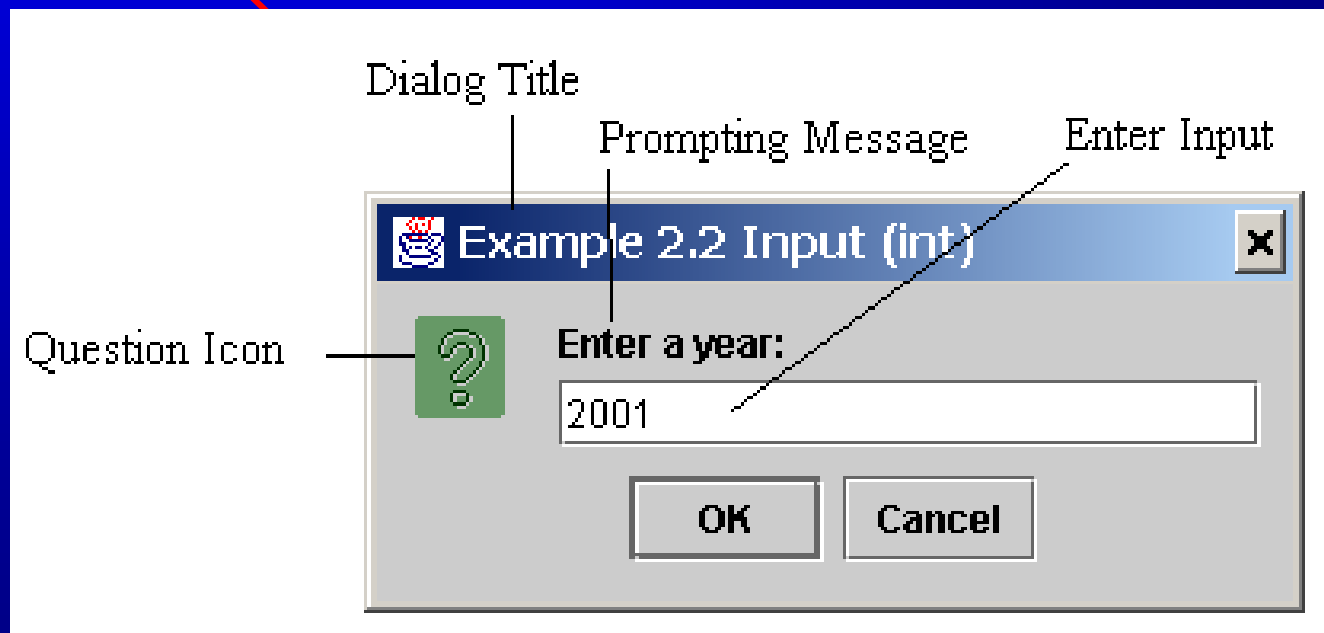 Dialog Title
Prompting Message
Enter Input
Example 2.2 Input (int)
Question Icon
Enter a year:
2001
OK
Cancel